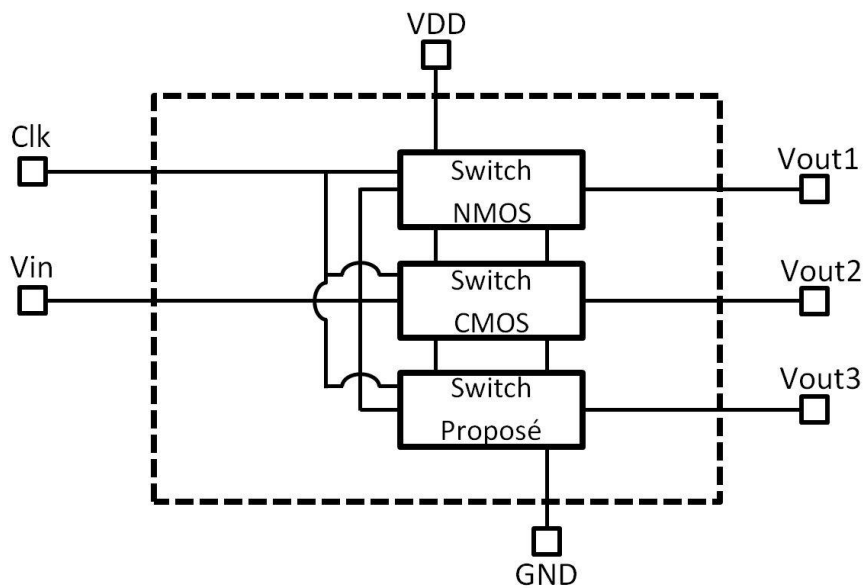 VDD
Clk
Switch
NMOS
Vout1
Vin
Switch
CMOS
Vout2
Switch
Proposé
Vout3
GND